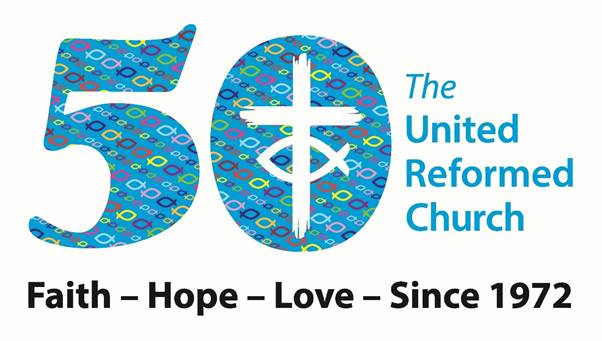 50
The
United
Reformed
Church
Faith – Hope – Love – Since 1972